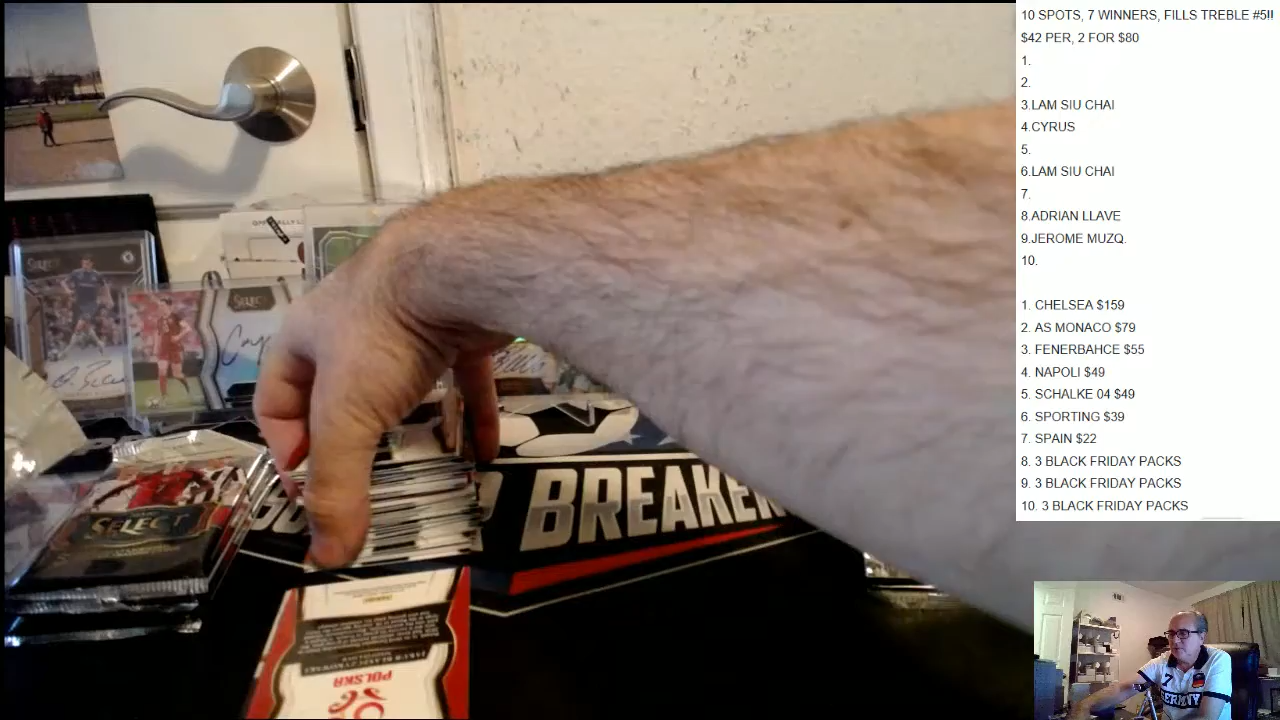 10 SPOTS, 7 WINNERS, FILLS TREBLE #5!!
$42 PER, 2 FOR $80
1.
2.
3.LAM SIU CHAI
4.CYRUS
5.
6.LAM SIU CHAI
7.
8.ADRIAN LLAVE
9.JEROME MUZQ.
10.
1. CHELSEA $159
2. AS MONACO $79
3. FENERBAHCE $55
4. NAPOLI $49
5. SCHALKE 04 $49
6. SPORTING $39
7. SPAIN $22
8. 3 BLACK FRIDAY PACKS
9. 3 BLACK FRIDAY PACKS
10. 3 BLACK FRIDAY PACKS
SELECT
SELECT
SELECT
BREAKER
POLSKA
7